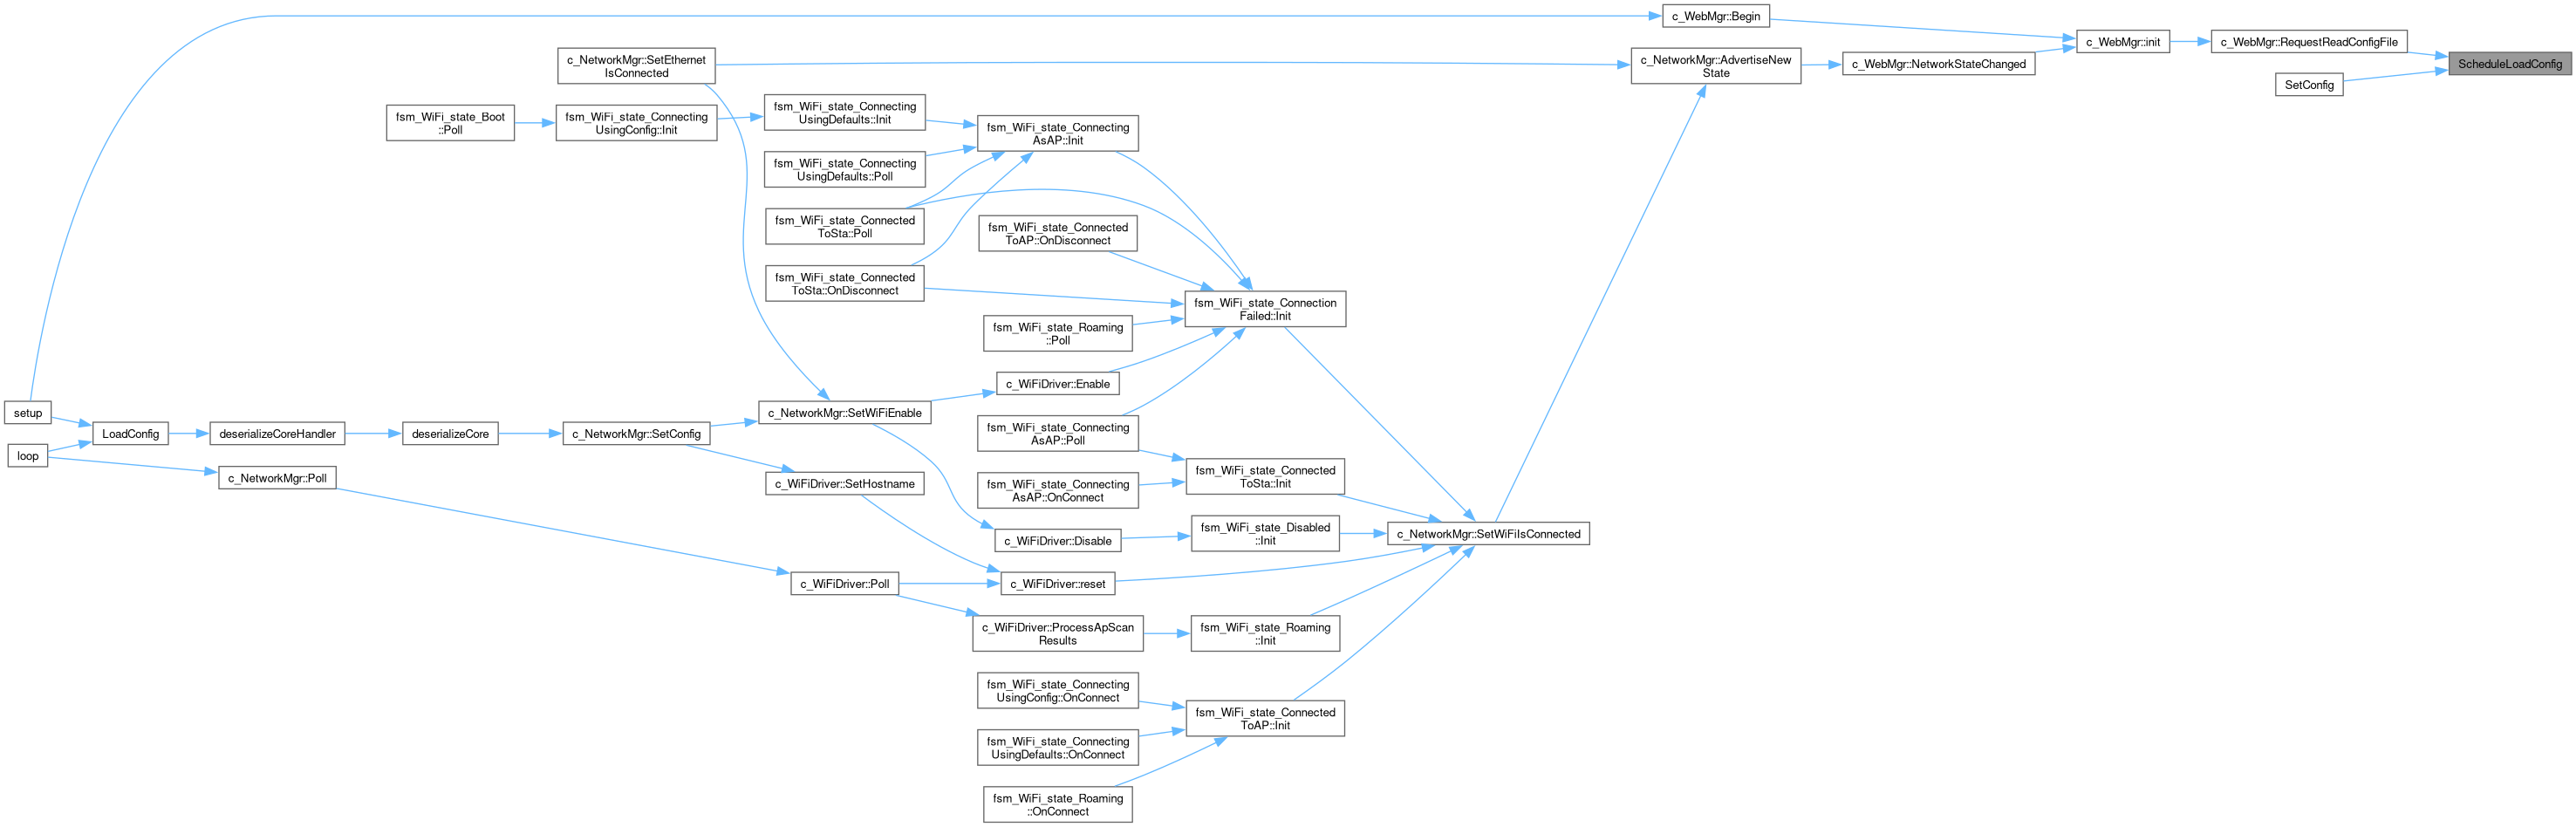 c_WebMgr::Begin
c_NetworkMgr::SetEthernet
IsConnected
c_NetworkMgr::AdvertiseNew
State
c_WebMgr::NetworkStateChanged
c_WebMgr::init
c_WebMgr::RequestReadConfigFile
ScheduleLoadConfig
SetConfig
fsm_WiFi_state_Boot
::Poll
fsm_WiFi_state_Connecting
UsingConfig::Init
fsm_WiFi_state_Connecting
UsingDefaults::Init
fsm_WiFi_state_Connecting
AsAP::Init
fsm_WiFi_state_Connecting
UsingDefaults::Poll
fsm_WiFi_state_Connected
ToSta::Poll
fsm_WiFi_state_Connected
ToAP::OnDisconnect
fsm_WiFi_state_Connected
ToSta::OnDisconnect
fsm_WiFi_state_Connection
Failed::Init
fsm_WiFi_state_Roaming
::Poll
c_WiFiDriver::Enable
setup
LoadConfig
deserializeCoreHandler
deserializeCore
c_NetworkMgr::SetConfig
c_NetworkMgr::SetWiFiEnable
fsm_WiFi_state_Connecting
AsAP::Poll
loop
c_NetworkMgr::Poll
c_WiFiDriver::SetHostname
fsm_WiFi_state_Connecting
AsAP::OnConnect
fsm_WiFi_state_Connected
ToSta::Init
c_WiFiDriver::Disable
fsm_WiFi_state_Disabled
::Init
c_NetworkMgr::SetWiFiIsConnected
c_WiFiDriver::Poll
c_WiFiDriver::reset
c_WiFiDriver::ProcessApScan
Results
fsm_WiFi_state_Roaming
::Init
fsm_WiFi_state_Connecting
UsingConfig::OnConnect
fsm_WiFi_state_Connected
ToAP::Init
fsm_WiFi_state_Connecting
UsingDefaults::OnConnect
fsm_WiFi_state_Roaming
::OnConnect